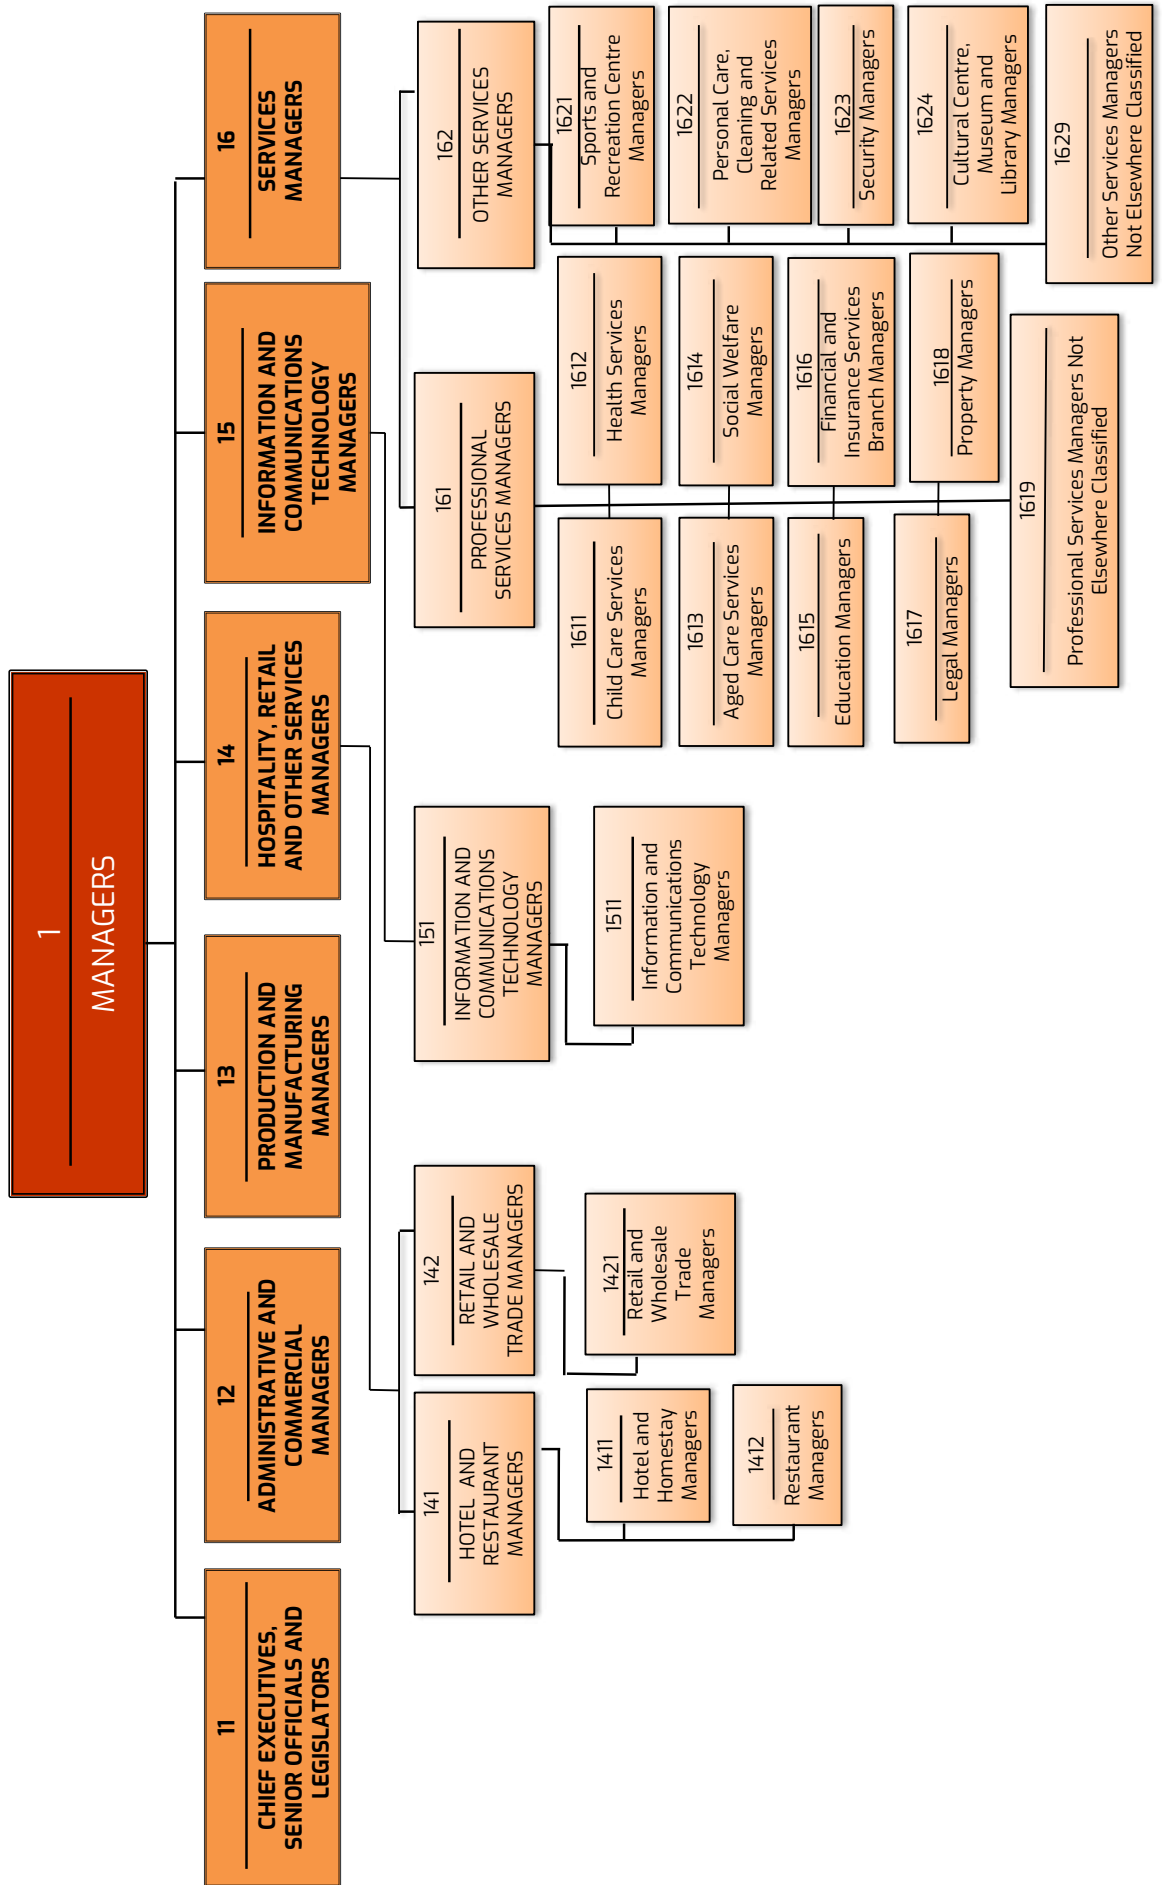 1
MANAGERS
11
CHIEF EXECUTIVES,
SENIOR OFFICIALS AND
LEGISLATORS
12
ADMINISTRATIVE AND
COMMERCIAL
MANAGERS
13
PRODUCTION AND
MANUFACTURING
MANAGERS
14
HOSPITALITY, RETAIL
AND OTHER SERVICES
MANAGERS
15
INFORMATION AND
COMMUNICATIONS
TECHNOLOGY
MANAGERS
16
SERVICES
MANAGERS
141
HOTEL AND
RESTAURANT
MANAGERS
142
RETAIL AND
WHOLESALE
TRADE MANAGERS
151
INFORMATION AND
COMMUNICATIONS
TECHNOLOGY
MANAGERS
161
PROFESSIONAL
SERVICES MANAGERS
162
OTHER SERVICES
MANAGERS
1411
Hotel and
Homestay
Managers
1412
Restaurant
Managers
1421
Retail and
Wholesale
Trade
Managers
1511
Information and
Communications
Technology
Managers
1611
Child Care Services
Managers
1612
Health Services
Managers
1613
Aged Care Services
Managers
1614
Social Welfare
Managers
1615
Education Managers
1616
Financial and
Insurance Services
Branch Managers
1617
Legal Managers
1618
Property Managers
1619
Professional Services Managers Not
Elsewhere Classified
1621
Sports and
Recreation Centre
Managers
1622
Personal Care,
Cleaning and
Related Services
Managers
1623
Security Managers
1624
Cultural Centre,
Museum and
Library Managers
1629
Other Services Managers
Not Elsewhere Classified